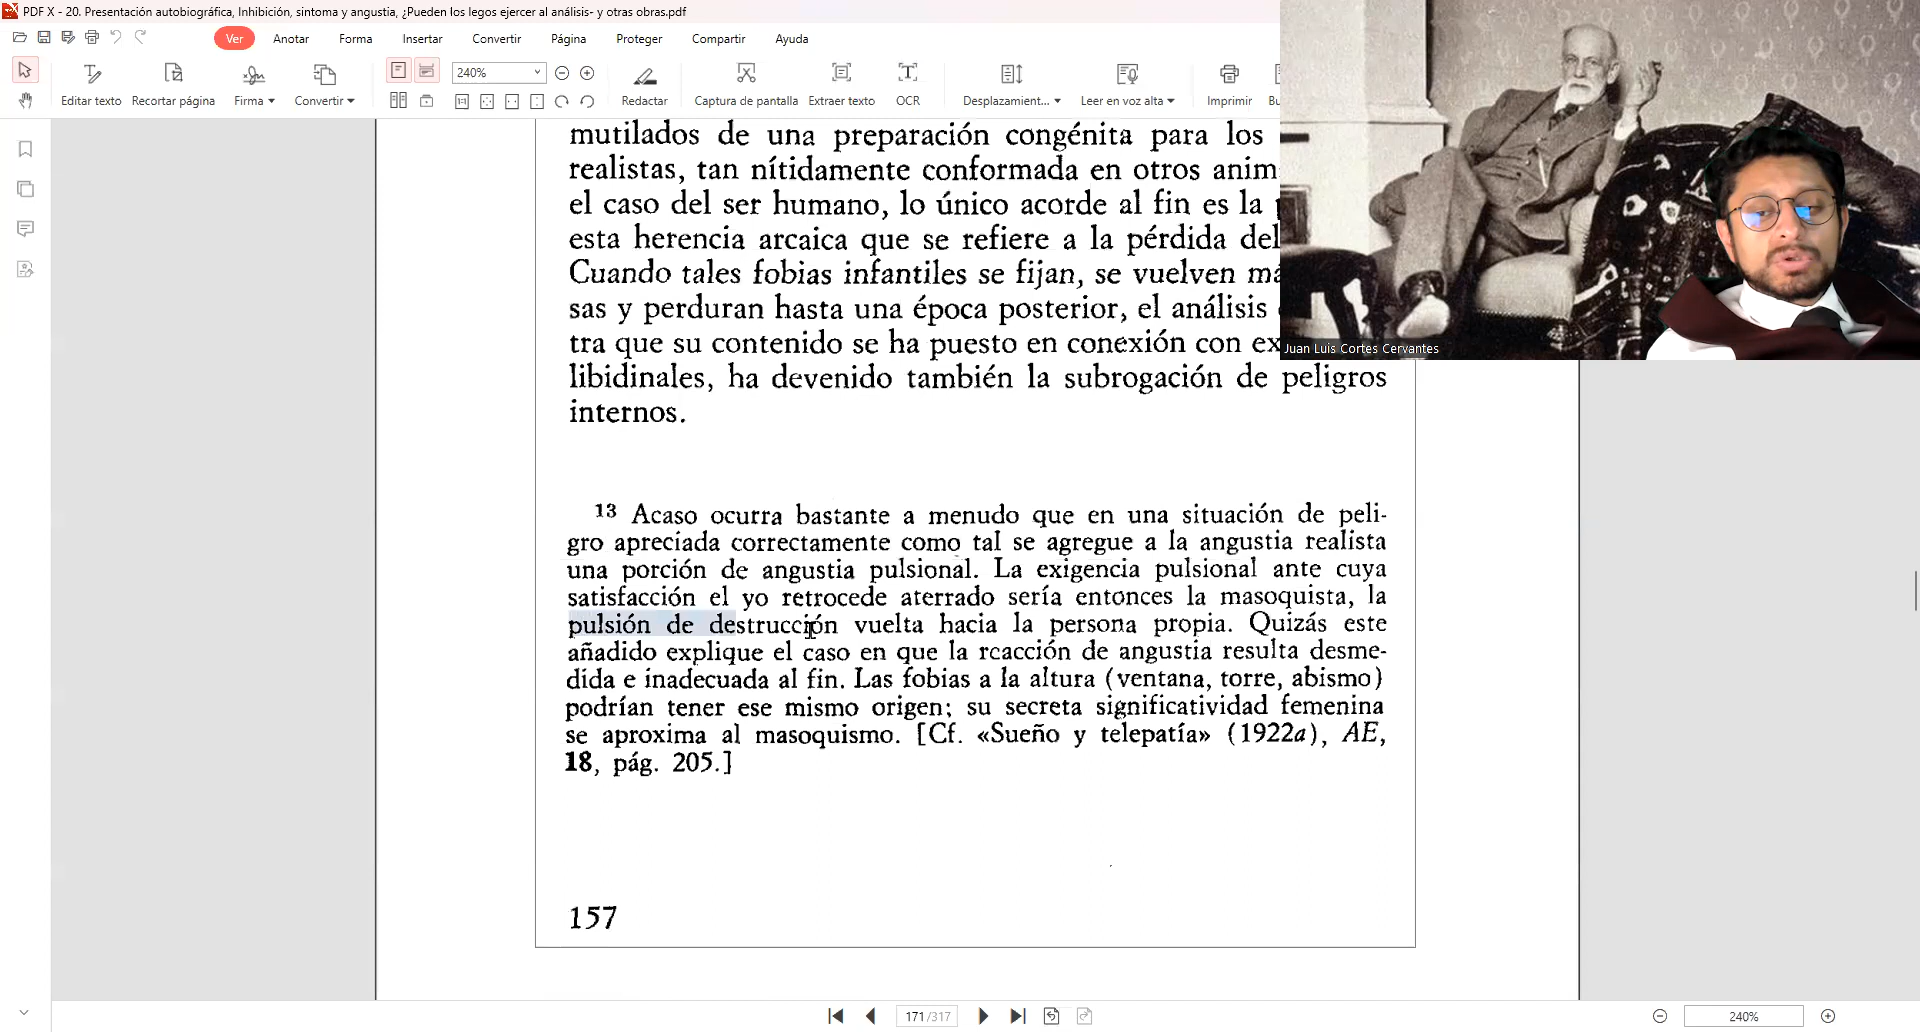 PDF X - 20. Presentación autobiográfica, Inhibición, sintoma y angustia, ¿Pueden los legos ejercer al análisis- y otras obras.pdf
Ver Anotar Forma Insertar Convertir Página Proteger Compartir Ayuda
240%
Editar texto Recortar página Firma Convertir Redactar Captura de pantalla Extraer texto OCR Desplazamient... Leer en voz alta Imprimir
mutilados de una preparación congénita para los
realistas, tan nítidamente conformada en otros anim
el caso del ser humano, lo único acorde al fin es la
esta herencia arcaica que se refiere a la pérdida del
Cuando tales fobias infantiles se fijan, se vuelven má
sas y perduran hasta una época posterior, el análisis
tra que su contenido se ha puesto en conexión con ex
libidinales, ha devenido también la subrogación de peligros
internos.
Juan Luis Cortes Cervantes
13 Acaso ocurra bastante a menudo que en una situación de peli-
gro apreciada correctamente como tal se agregue a la angustia realista
una porción de angustia pulsional. La exigencia pulsional ante cuya
satisfacción el yo retrocede aterrado sería entonces la masoquista, la
pulsión de destrucción vuelta hacia la persona propia. Quizás este
añadido explique el caso en que la reacción de angustia resulta desme-
dida e inadecuada al fin. Las fobias a la altura (ventana, torre, abismo)
podrían tener ese mismo origen; su secreta significatividad femenina
se aproxima al masoquismo. [Cf. «Sueño y telepatía» (1922a), AE,
18, pág. 205.]
157
171/317
240%